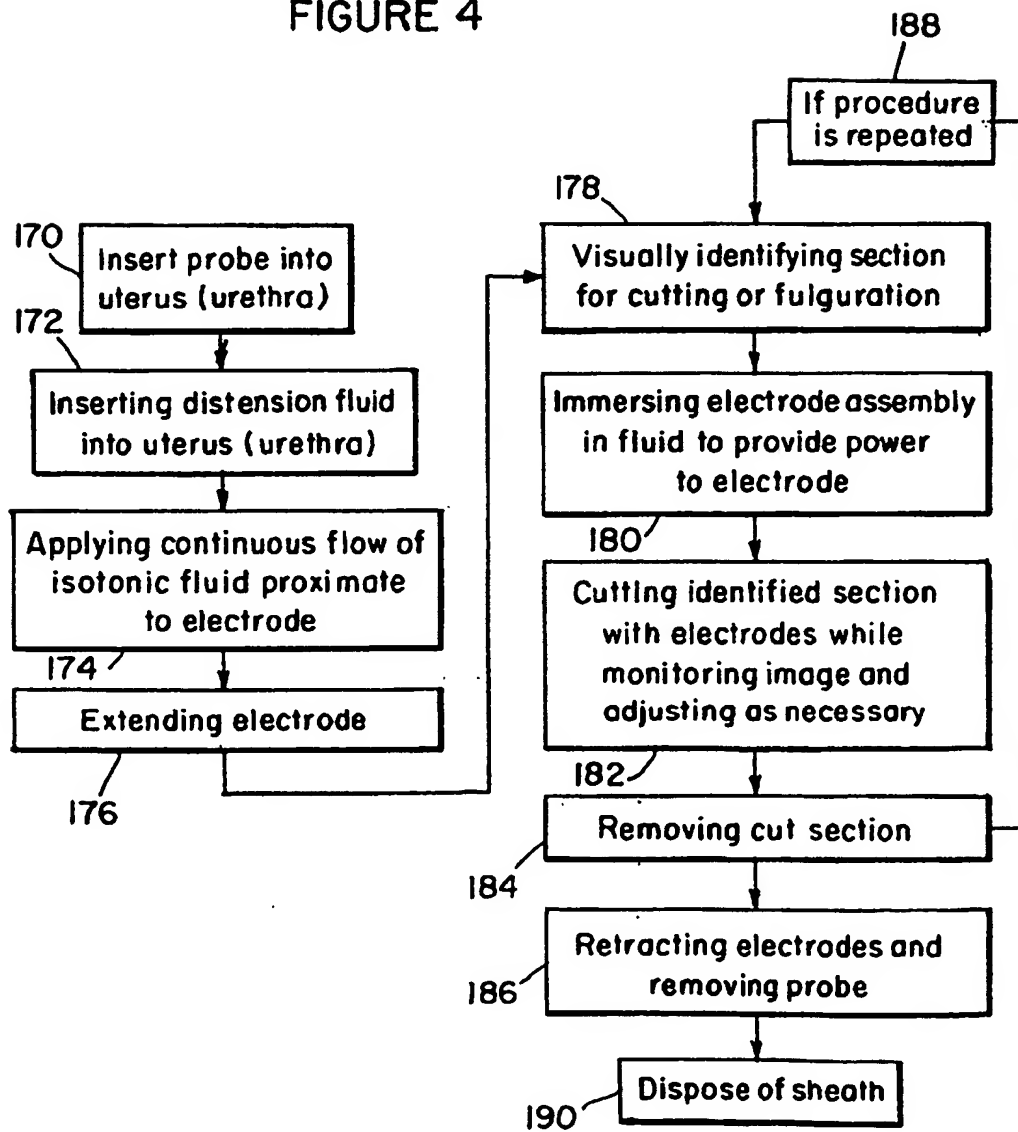 FIGURE 4
170
Insert probe into
uterus (urethra)
172
Inserting distension fluid
into uterus (urethra)
Applying continuous flow of
isotonic fluid proximate
to electrode
174
Extending electrode
176
188
If procedure
is repeated
178
Visually identifying section
for cutting or fulguration
Immersing electrode assembly
in fluid to provide power
to electrode
180
Cutting identified section
with electrodes while
monitoring image and
adjusting as necessary
182
Removing cut section
184
Retracting electrodes and
removing probe
186
Dispose of sheath
190